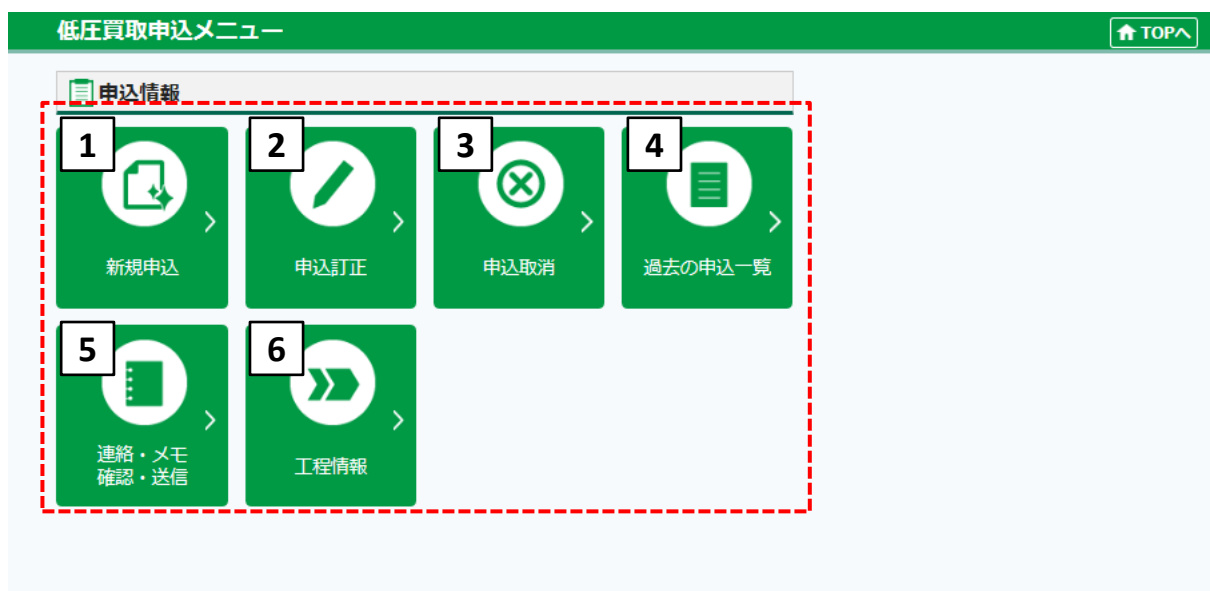 低圧買取申込メニュー
TOPへ
申込情報
1
2
3
4
新規申込
申込訂正
申込取消
過去の申込一覧
5
6
連絡・メモ
確認・送信
工程情報